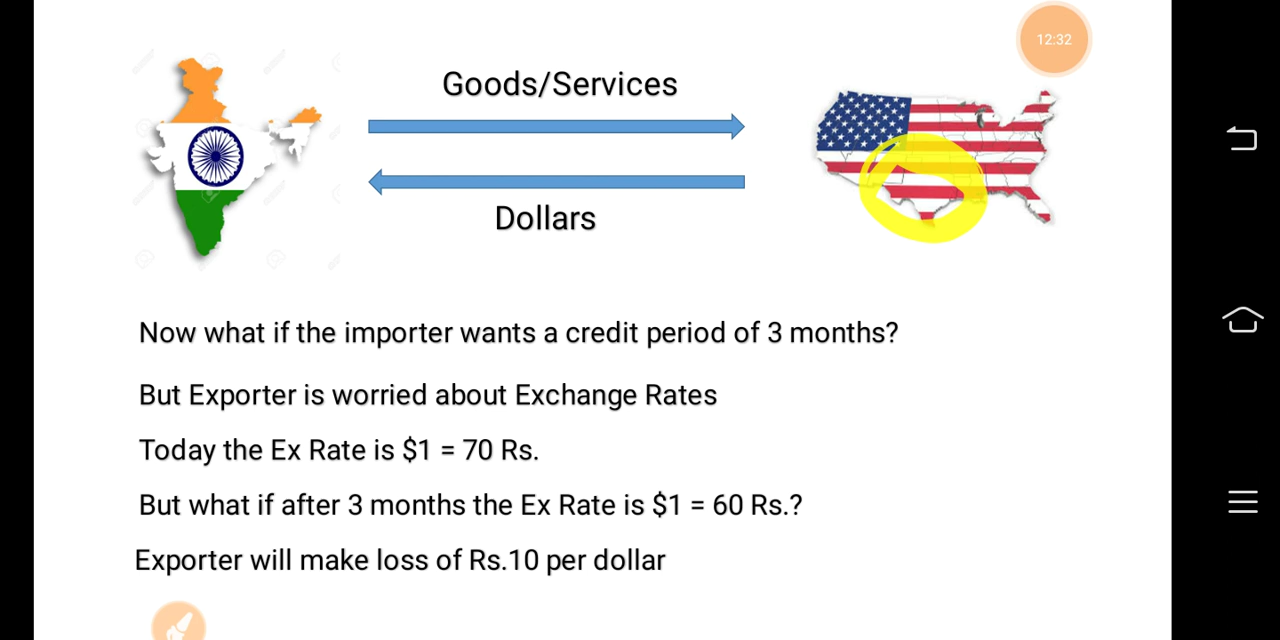 12:32
Goods/Services
Dollars
Now what if the importer wants a credit period of 3 months?
But Exporter is worried about Exchange Rates
Today the Ex Rate is $1 = 70 Rs.
But what if after 3 months the Ex Rate is $1 = 60 Rs.?
Exporter will make loss of Rs.10 per dollar